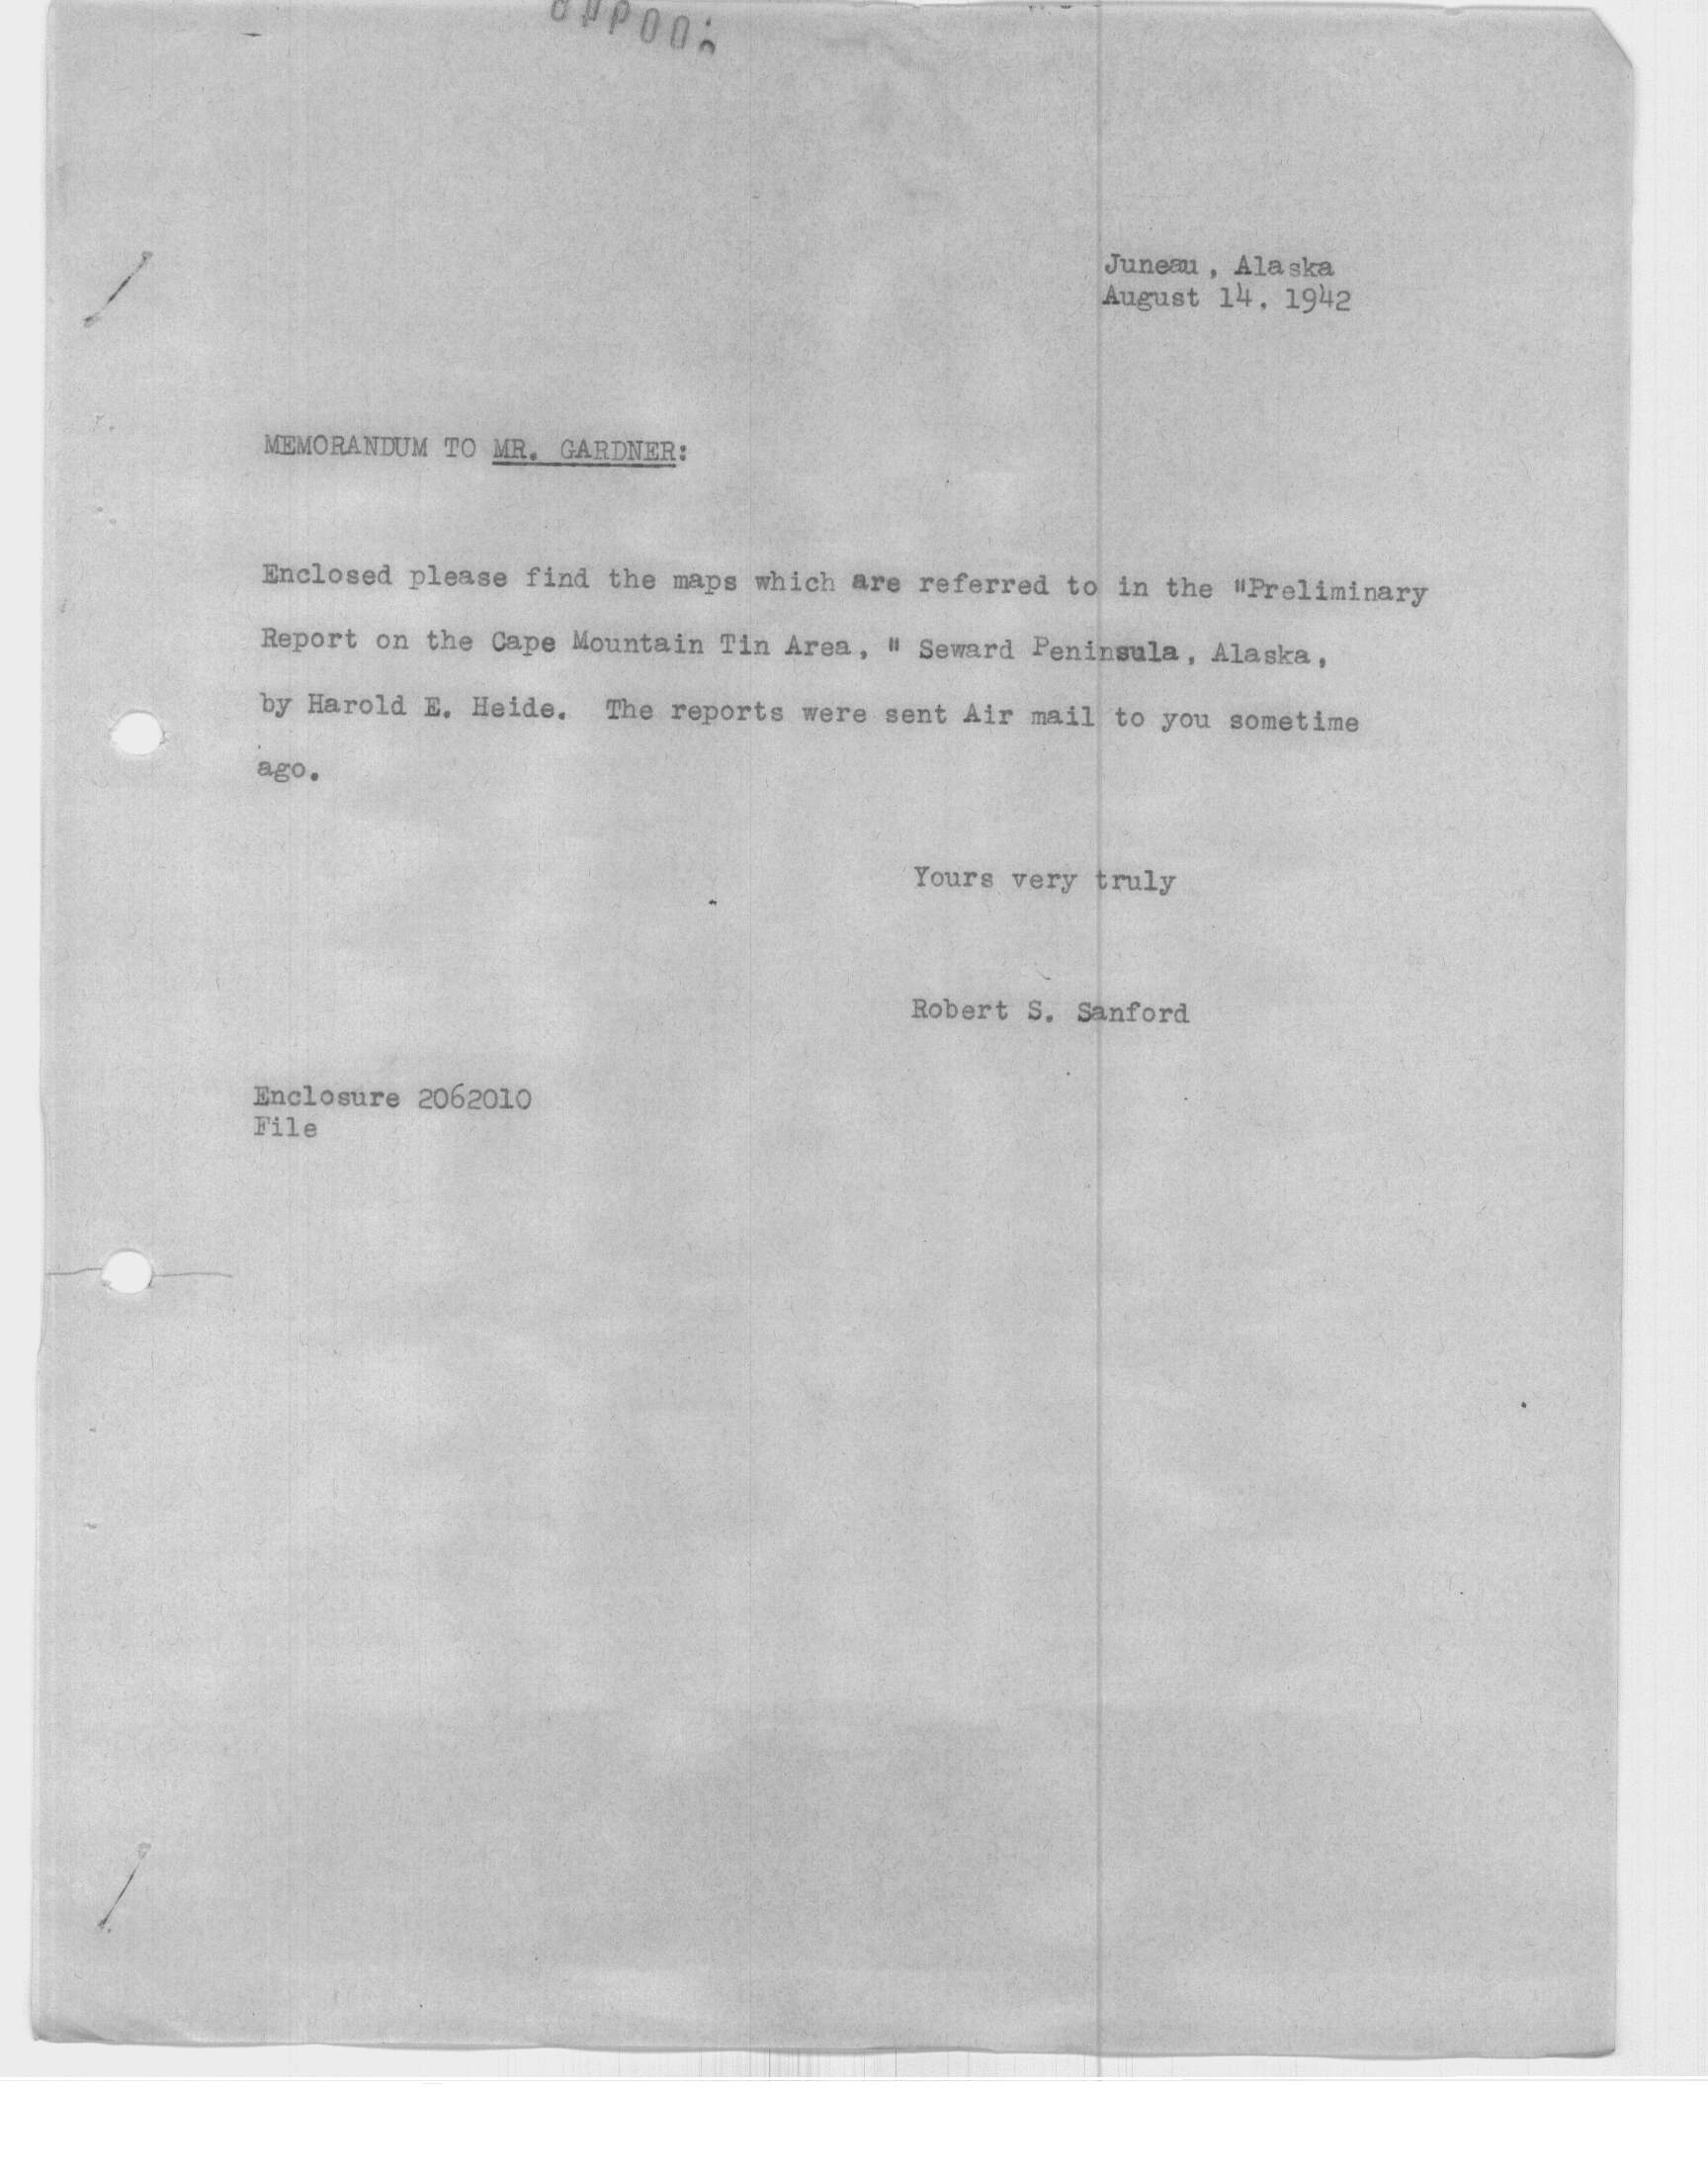 Juneau, Alaska
August 14, 1942
MEMORANDUM TO MR. GARDNER:
Enclosed please find the maps which are referred to in the "Preliminary
Report on the Cape Mountain Tin Area, " Seward Peninsula, Alaska,
by Harold E. Heide. The reports were sent Air mail to you sometime
ago.
Yours very truly
Robert S. Sanford
Enclosure 2062010
File